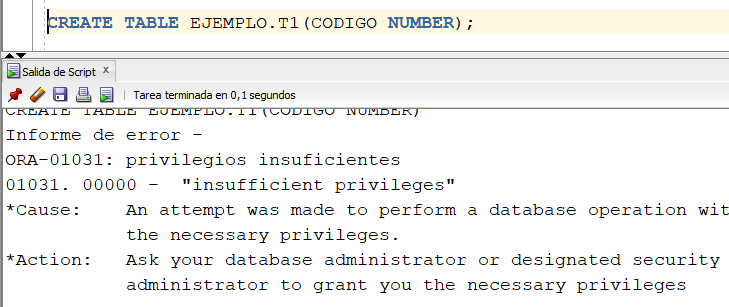 CREATE TABLE EJEMPLO.T1(CODIGO NUMBER);
Salida de Script x
Tarea terminada en 0,1 segundos
CREATE TABLE EJEMPLO.T1(CODIGO NUMBER)
Informe de error -
ORA-01031: privilegios insuficientes
01031. 00000 - "insufficient privileges"
*Cause: An attempt was made to perform a database operation wit
the necessary privileges.
*Action: Ask your database administrator or designated security
administrator to grant you the necessary privileges